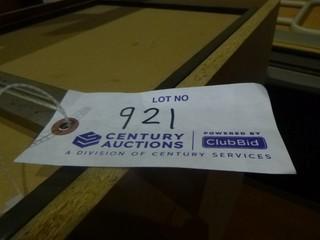 LOT NO
921
CENTURY AUCTIONS
POWERED BY
ClubBid
A DIVISION OF CENTURY SERVICES